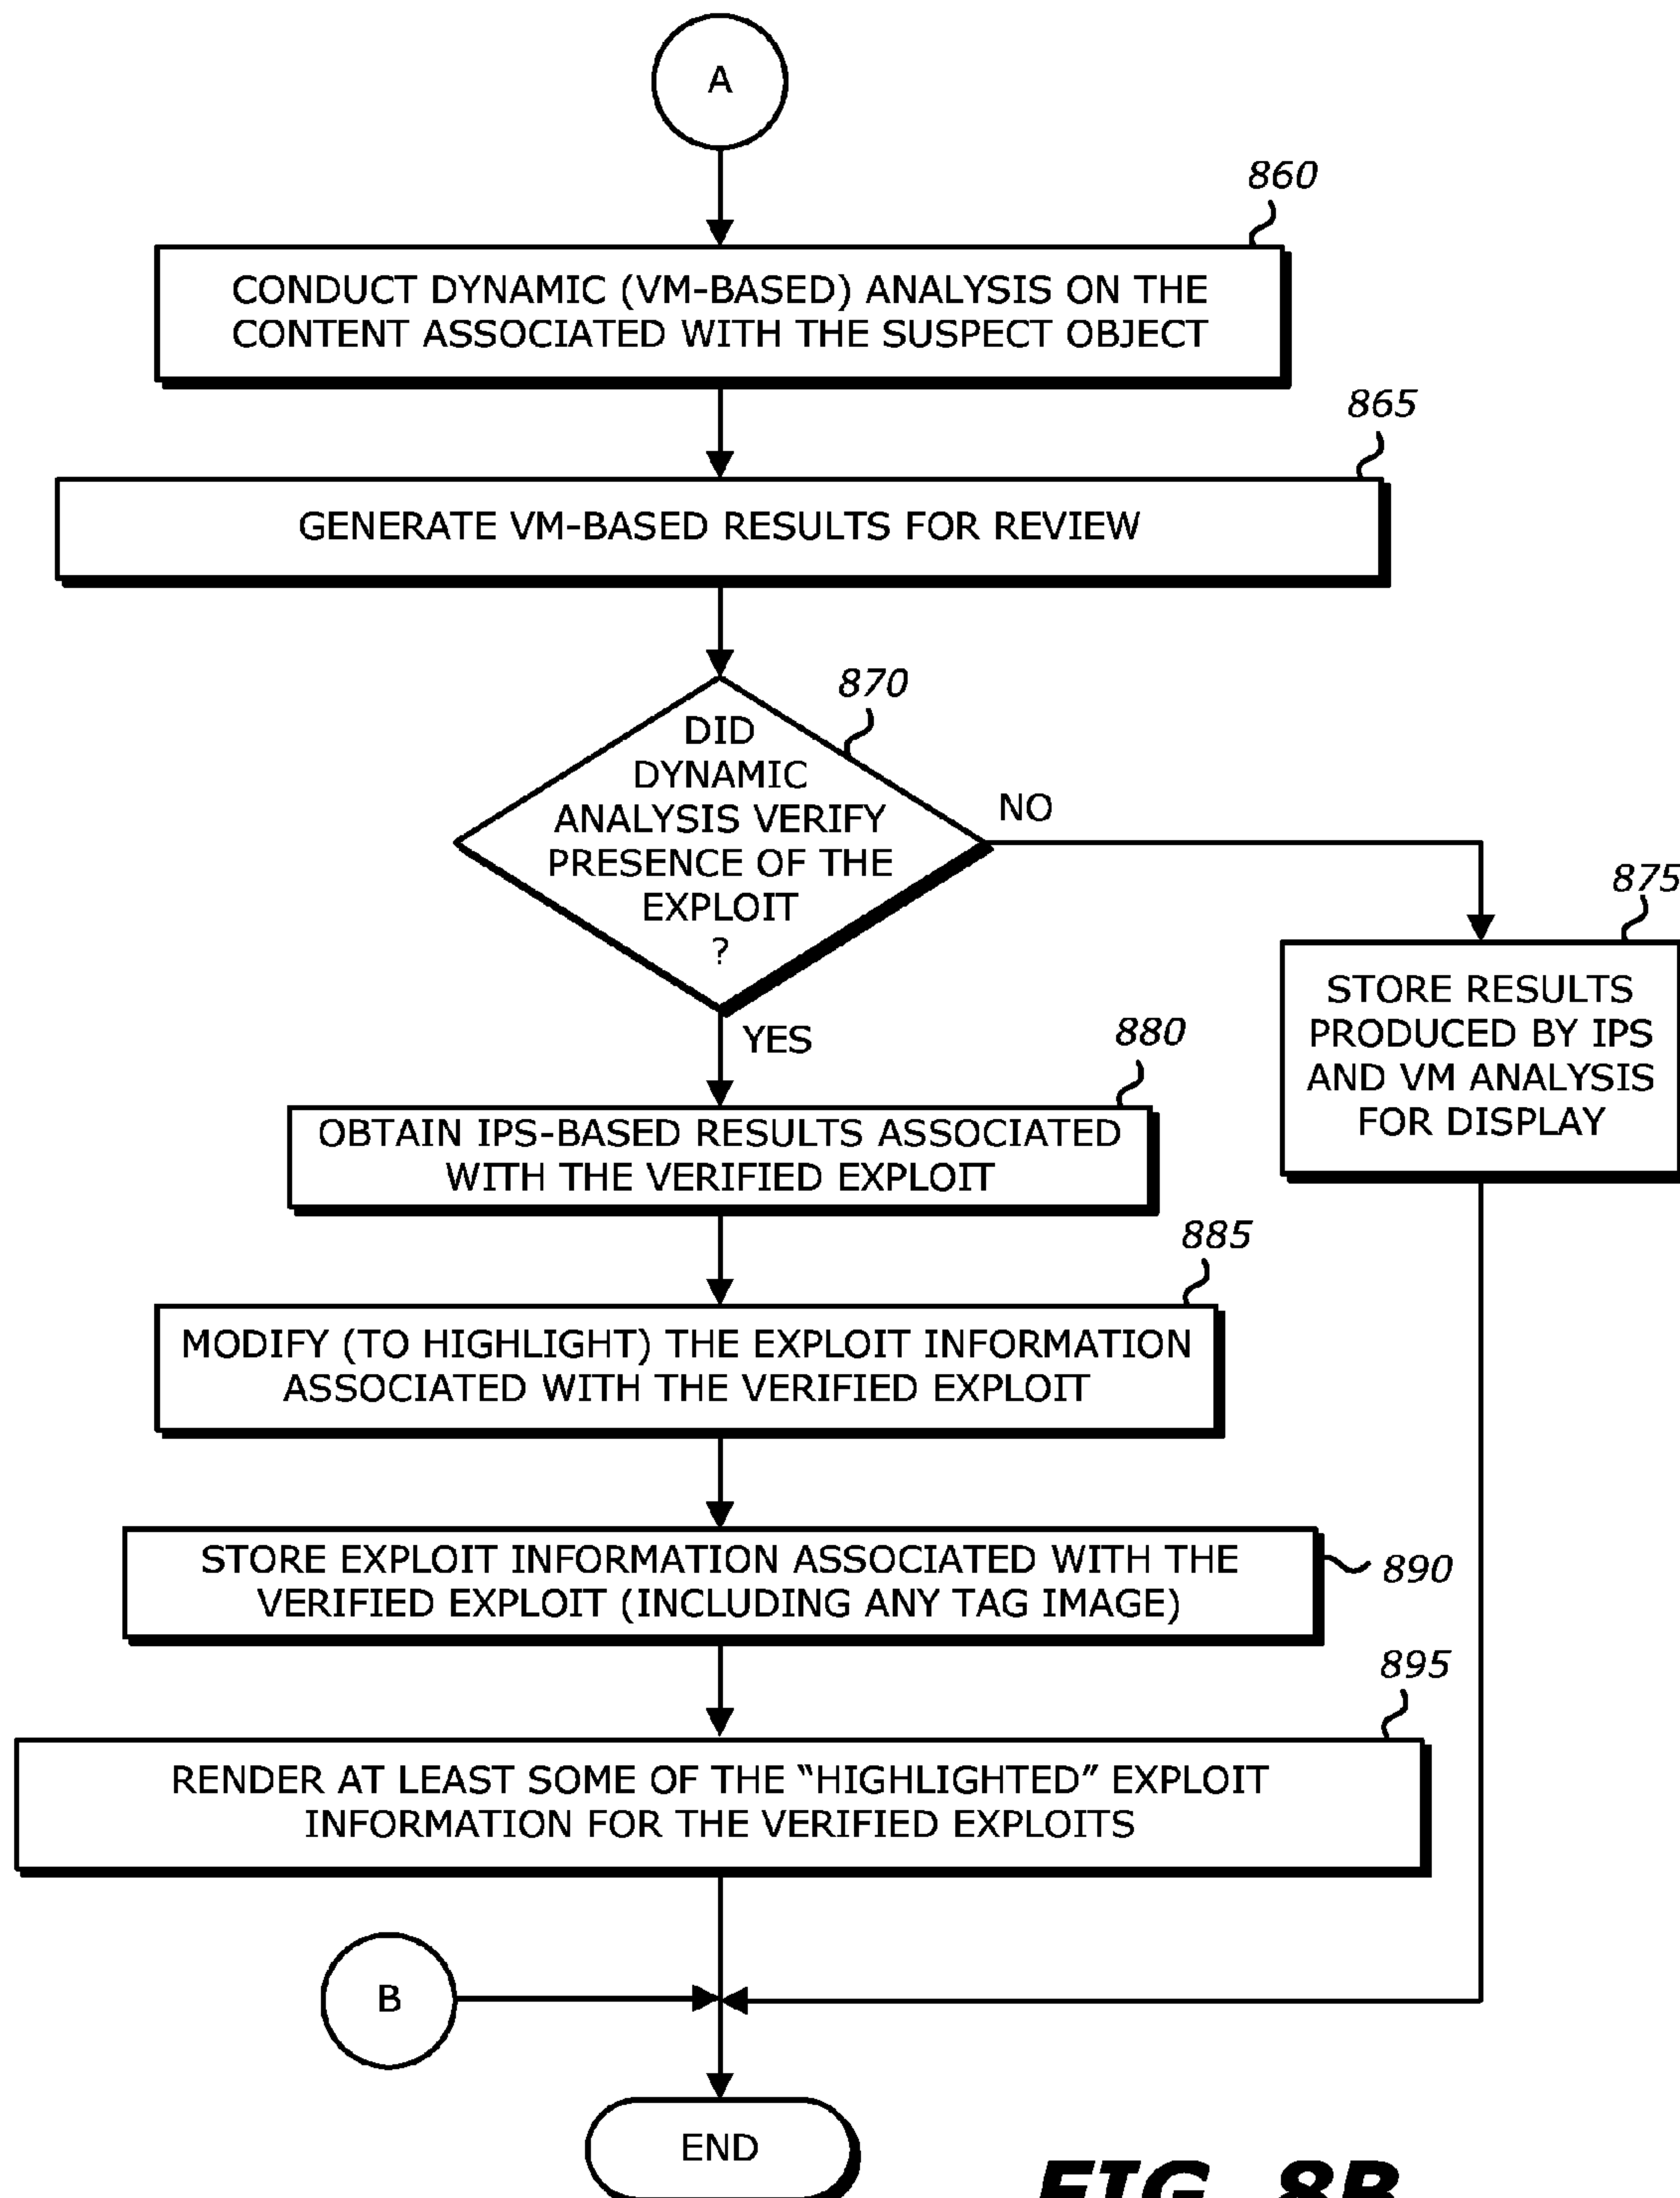 A
860
CONDUCT DYNAMIC (VM-BASED) ANALYSIS ON THE
CONTENT ASSOCIATED WITH THE SUSPECT OBJECT
865
GENERATE VM-BASED RESULTS FOR REVIEW
870
DID
DYNAMIC
ANALYSIS VERIFY
PRESENCE OF THE
EXPLOIT
?
NO
875
STORE RESULTS
PRODUCED BY IPS
AND VM ANALYSIS
FOR DISPLAY
YES
880
OBTAIN IPS-BASED RESULTS ASSOCIATED
WITH THE VERIFIED EXPLOIT
885
MODIFY (TO HIGHLIGHT) THE EXPLOIT INFORMATION
ASSOCIATED WITH THE VERIFIED EXPLOIT
STORE EXPLOIT INFORMATION ASSOCIATED WITH THE
VERIFIED EXPLOIT (INCLUDING ANY TAG IMAGE)
890
895
RENDER AT LEAST SOME OF THE “HIGHLIGHTED” EXPLOIT
INFORMATION FOR THE VERIFIED EXPLOITS
B
END
FIG. 8B